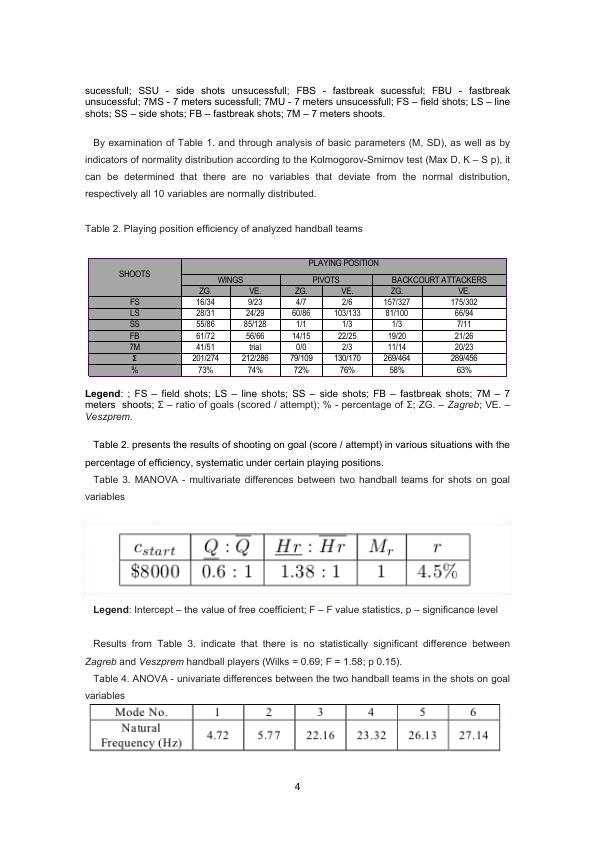 sucessfull; SSU - side shots unsucessfull; FBS - fastbreak sucessful; FBU - fastbreak
unsucessful; 7MS - 7 meters sucessfull; 7MU - 7 meters unsucessfull; FS – field shots; LS – line
shots; SS – side shots; FB – fastbreak shots; 7M – 7 meters shoots.
By examination of Table 1. and through analysis of basic parameters (M, SD), as well as by
indicators of normality distribution according to the Kolmogorov-Smirnov test (Max D, K – S p), it
can be determined that there are no variables that deviate from the normal distribution,
respectively all 10 variables are normally distributed.
Table 2. Playing position efficiency of analyzed handball teams
SHOOTS PLAYING POSITION
WINGS PIVOTS BACKCOURT ATTACKERS
ZG. VE. ZG. VE. ZG. VE.
FS 16/34 9/23 4/7 2/6 157/327 175/302
LS 28/31 24/29 60/86 103/133 81/100 66/94
SS 55/86 85/128 1/1 1/3 1/3 7/11
FB 61/72 56/66 14/15 22/25 19/20 21/26
7M 41/51 trial 0/0 2/3 11/14 20/23
Σ 201/274 212/286 79/109 130/170 269/464 289/456
% 73% 74% 72% 76% 58% 63%
Legend: ; FS – field shots; LS – line shots; SS – side shots; FB – fastbreak shots; 7M – 7
meters shoots; Σ – ratio of goals (scored / attempt); % - percentage of Σ; ZG. – Zagreb; VE. –
Veszprem.
Table 2. presents the results of shooting on goal (score / attempt) in various situations with the
percentage of efficiency, systematic under certain playing positions.
Table 3. MANOVA - multivariate differences between two handball teams for shots on goal
variables
c_start Q : Q Hr : Hr M_r r
$8000 0.6 : 1 1.38 : 1 1 4.5%
Legend: Intercept – the value of free coefficient; F – F value statistics, p – significance level
Results from Table 3. indicate that there is no statistically significant difference between
Zagreb and Veszprem handball players (Wilks = 0.69; F = 1.58; p 0.15).
Table 4. ANOVA - univariate differences between the two handball teams in the shots on goal
variables
Mode No. 1 2 3 4 5 6
Natural
Frequency (Hz) 4.72 5.77 22.16 23.32 26.13 27.14
4